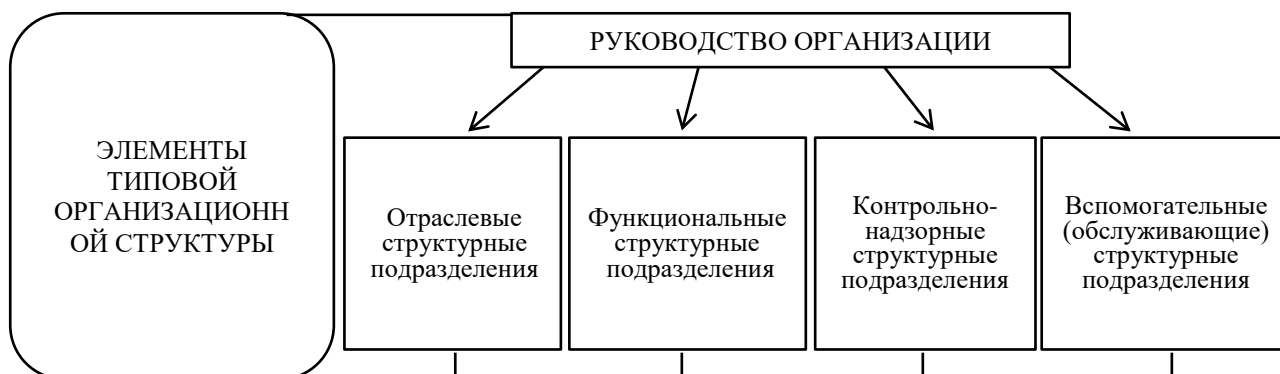 РУКОВОДСТВО ОРГАНИЗАЦИИ
ЭЛЕМЕНТЫ
ТИПОВОЙ
ОРГАНИЗАЦИОНН
ОЙ СТРУКТУРЫ
Отраслевые
структурные
подразделения
Функциональные
структурные
подразделения
Контрольно-
надзорные
структурные
подразделения
Вспомогательные
(обслуживающие)
структурные
подразделения